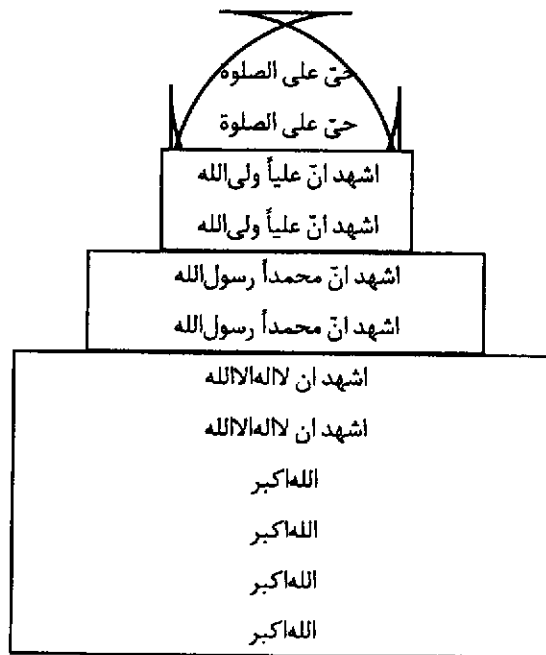 حیّ علی الصلوة
حیّ علی الصلوة
اشهد انّ علیاً ولی‌الله
اشهد انّ علیاً ولی‌الله
اشهد انّ محمداً رسول‌الله
اشهد انّ محمداً رسول‌الله
اشهد ان لااله‌الاالله
اشهد ان لااله‌الاالله
الله‌اکبر
الله‌اکبر
الله‌اکبر
الله‌اکبر